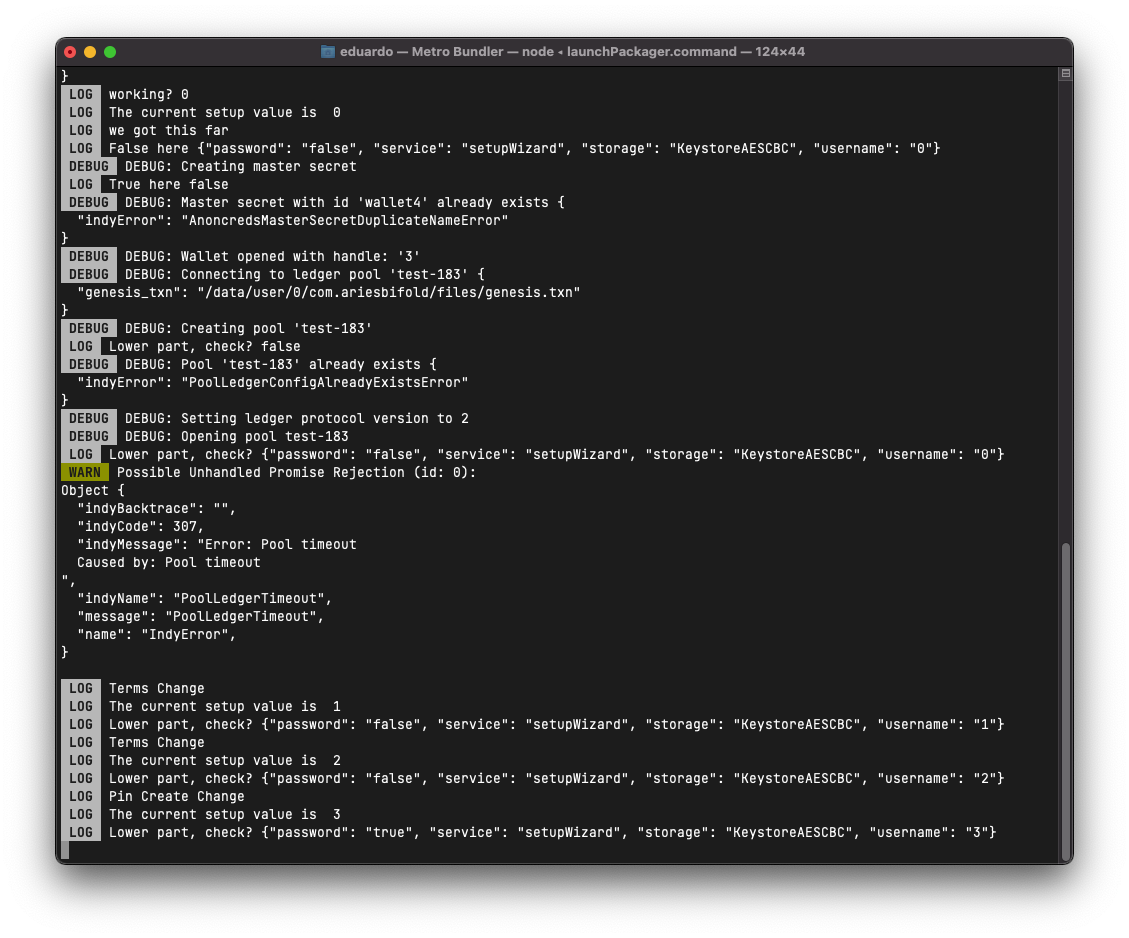 eduardo — Metro Bundler — node ◂ launchPackager.command — 124×44
}
LOG working? 0
LOG The current setup value is  0
LOG we got this far
LOG False here {"password": "false", "service": "setupWizard", "storage": "KeystoreAESCBC", "username": "0"}
DEBUG DEBUG: Creating master secret
LOG True here false
DEBUG DEBUG: Master secret with id 'wallet4' already exists {
  "indyError": "AnoncredsMasterSecretDuplicateNameError"
}
DEBUG DEBUG: Wallet opened with handle: '3'
DEBUG DEBUG: Connecting to ledger pool 'test-183' {
  "genesis_txn": "/data/user/0/com.ariesbifold/files/genesis.txn"
}
DEBUG DEBUG: Creating pool 'test-183'
LOG Lower part, check? false
DEBUG DEBUG: Pool 'test-183' already exists {
  "indyError": "PoolLedgerConfigAlreadyExistsError"
}
DEBUG DEBUG: Setting ledger protocol version to 2
DEBUG DEBUG: Opening pool test-183
LOG Lower part, check? {"password": "false", "service": "setupWizard", "storage": "KeystoreAESCBC", "username": "0"}
WARN Possible Unhandled Promise Rejection (id: 0):
Object {
  "indyBacktrace": "",
  "indyCode": 307,
  "indyMessage": "Error: Pool timeout
  Caused by: Pool timeout
",
  "indyName": "PoolLedgerTimeout",
  "message": "PoolLedgerTimeout",
  "name": "IndyError",
}
LOG Terms Change
LOG The current setup value is  1
LOG Lower part, check? {"password": "false", "service": "setupWizard", "storage": "KeystoreAESCBC", "username": "1"}
LOG Terms Change
LOG The current setup value is  2
LOG Lower part, check? {"password": "false", "service": "setupWizard", "storage": "KeystoreAESCBC", "username": "2"}
LOG Pin Create Change
LOG The current setup value is  3
LOG Lower part, check? {"password": "true", "service": "setupWizard", "storage": "KeystoreAESCBC", "username": "3"}